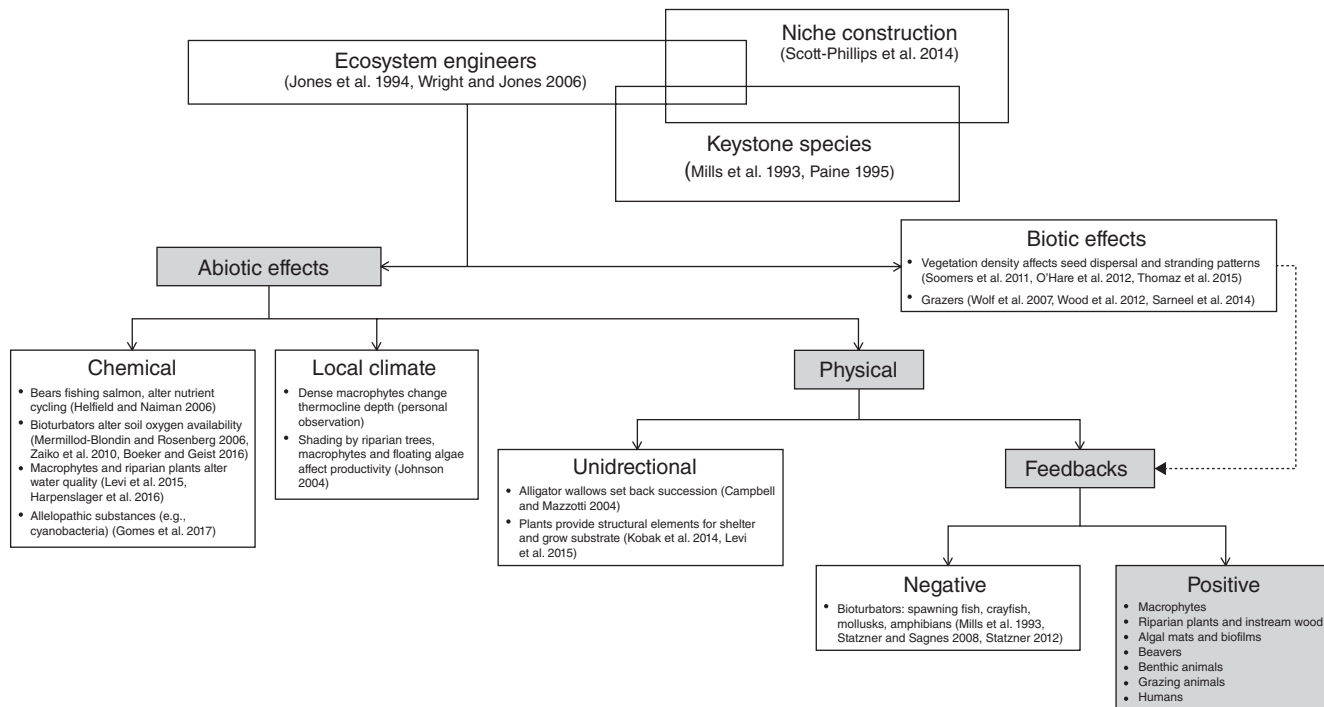 Niche construction
(Scott-Phillips et al. 2014)
Ecosystem engineers
(Jones et al. 1994, Wright and Jones 2006)
Keystone species
(Mills et al. 1993, Paine 1995)
Abiotic effects
Biotic effects
• Vegetation density affects seed dispersal and stranding patterns
(Soomers et al. 2011, O'Hare et al. 2012, Thomaz et al. 2015)
• Grazers (Wolf et al. 2007, Wood et al. 2012, Sarneel et al. 2014)
Chemical
• Bears fishing salmon, alter nutrient
cycling (Helfield and Naiman 2006)
• Bioturbators alter soil oxygen availability
(Mermillod-Blondin and Rosenberg 2006,
Zaiko et al. 2010, Boeker and Geist 2016)
• Macrophytes and riparian plants alter
water quality (Levi et al. 2015,
Harpenslager et al. 2016)
• Allelopathic substances (e.g.,
cyanobacteria) (Gomes et al. 2017)
Local climate
• Dense macrophytes change
thermocline depth (personal
observation)
• Shading by riparian trees,
macrophytes and floating algae
affect productivity (Johnson
2004)
Physical
Unidrectional
• Alligator wallows set back succession (Campbell
and Mazzotti 2004)
• Plants provide structural elements for shelter
and grow substrate (Kobak et al. 2014, Levi
et al. 2015)
Feedbacks
Negative
• Bioturbators: spawning fish, crayfish,
mollusks, amphibians (Mills et al. 1993,
Statzner and Sagnes 2008, Statzner 2012)
Positive
• Macrophytes
• Riparian plants and instream wood
• Algal mats and biofilms
• Beavers
• Benthic animals
• Grazing animals
• Humans